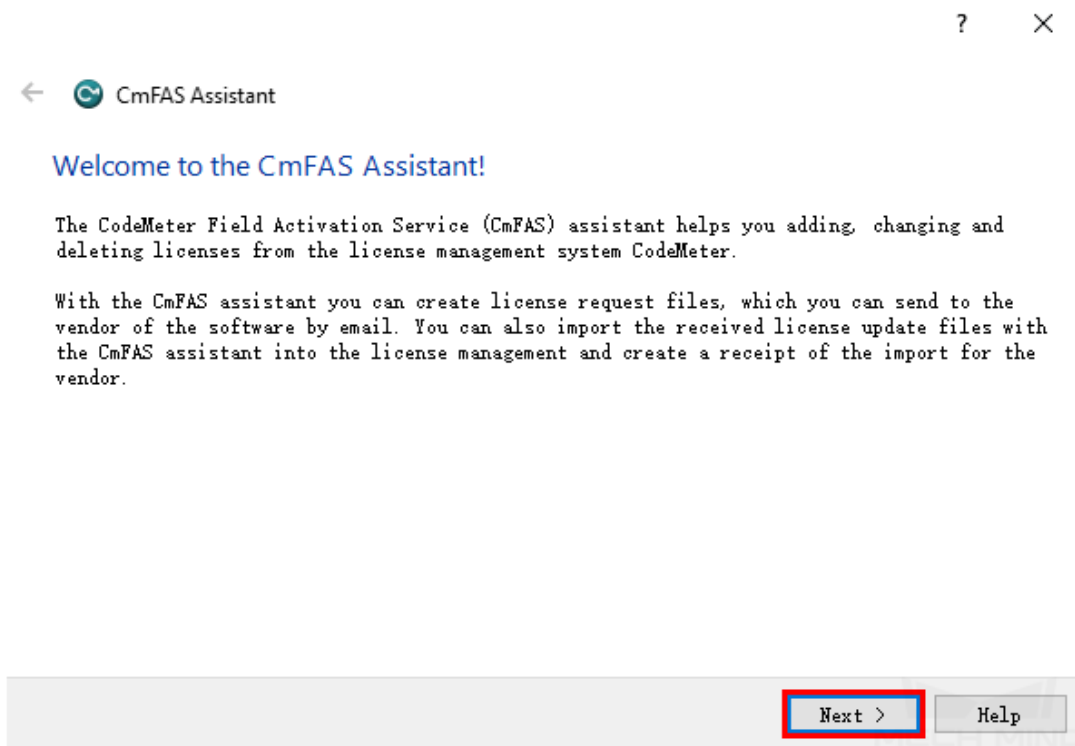 ?
CmFAS Assistant
Welcome to the CmFAS Assistant!
The CodeMeter Field Activation Service (CmFAS) assistant helps you adding, changing and
deleting licenses from the license management system CodeMeter.
With the CmFAS assistant you can create license request files, which you can send to the
vendor of the software by email. You can also import the received license update files with
the CmFAS assistant into the license management and create a receipt of the import for the
vendor.
Next >
Help